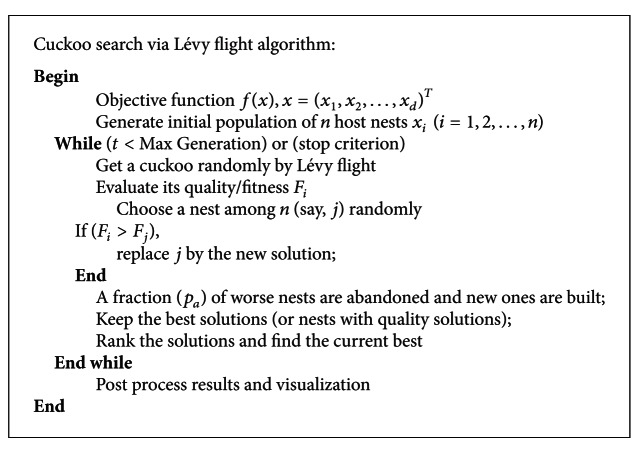 Cuckoo search via Lévy flight algorithm:
Begin
Objective function f(x), x = (x₁, x₂, . . . , x_d)^T
Generate initial population of n host nests x_i (i = 1, 2, . . . , n)
While (t < Max Generation) or (stop criterion)
Get a cuckoo randomly by Lévy flight
Evaluate its quality/fitness F_i
Choose a nest among n (say, j) randomly
If (F_i > F_j),
replace j by the new solution;
End
A fraction (p_a) of worse nests are abandoned and new ones are built;
Keep the best solutions (or nests with quality solutions);
Rank the solutions and find the current best
End while
Post process results and visualization
End